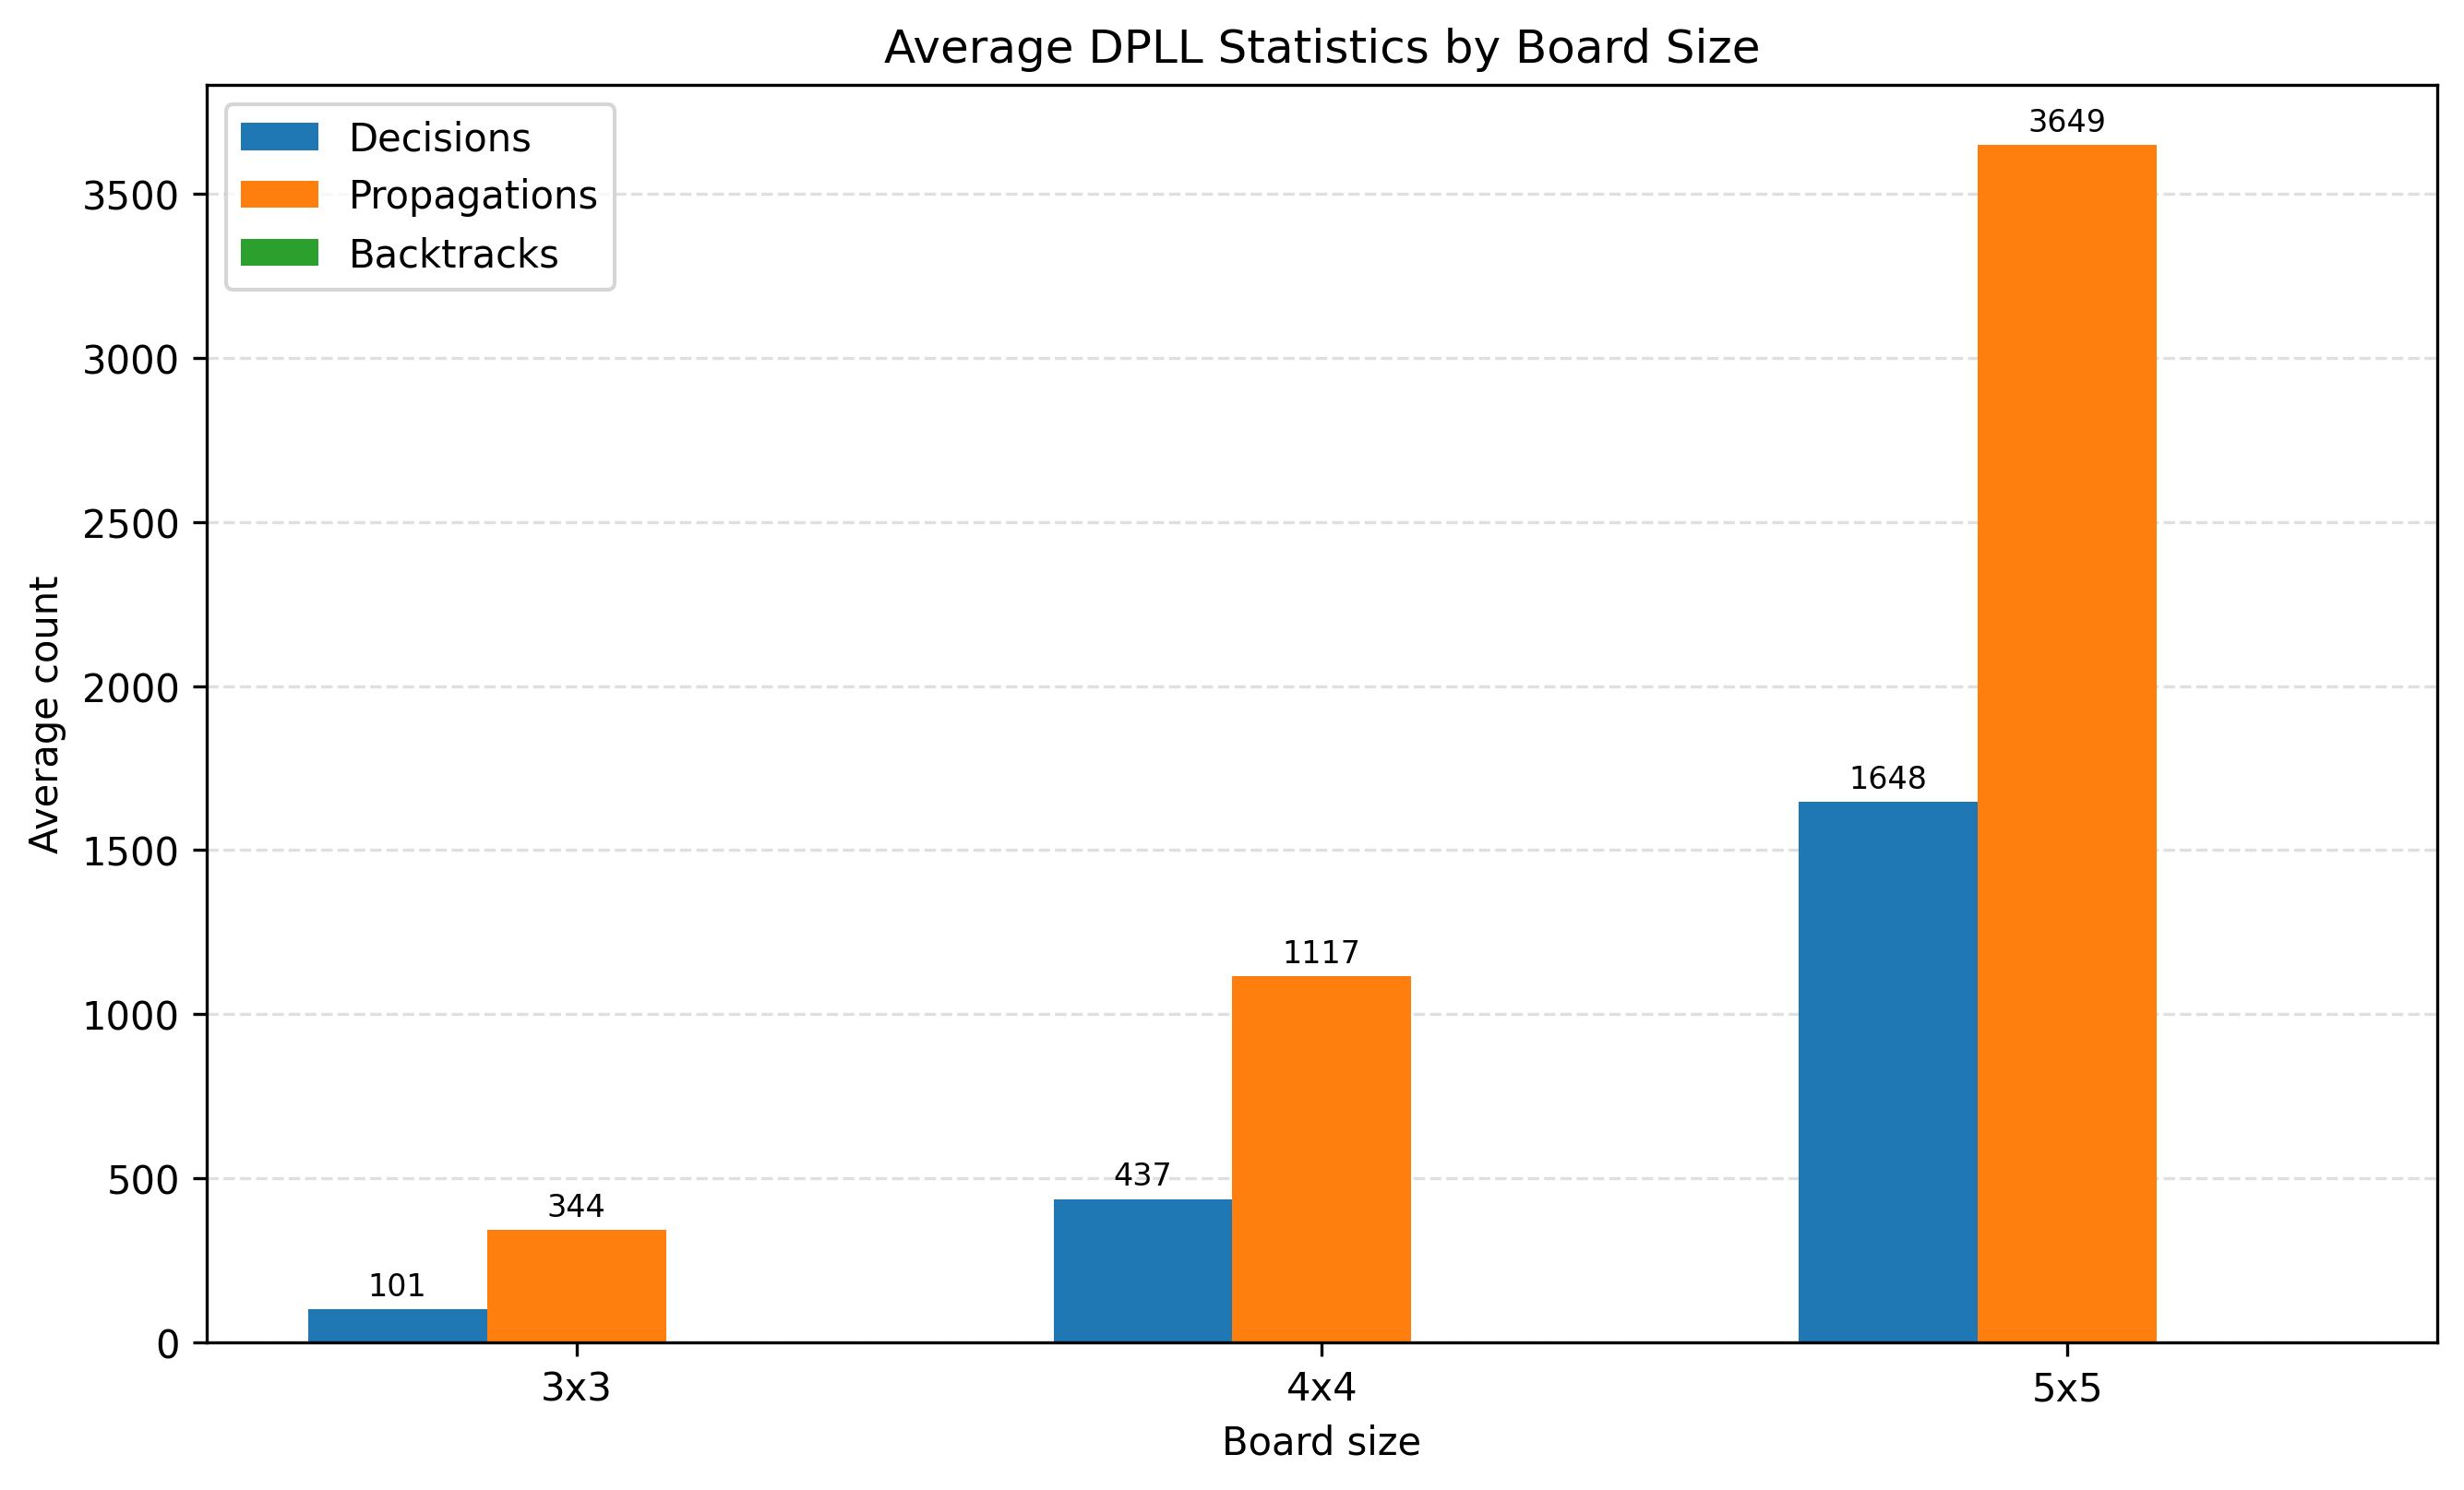 Average DPLL Statistics by Board Size
Decisions
Propagations
Backtracks
3500
3000
2500
2000
1500
1000
500
0
Average count
101
344
437
1117
1648
3649
3x3
4x4
5x5
Board size